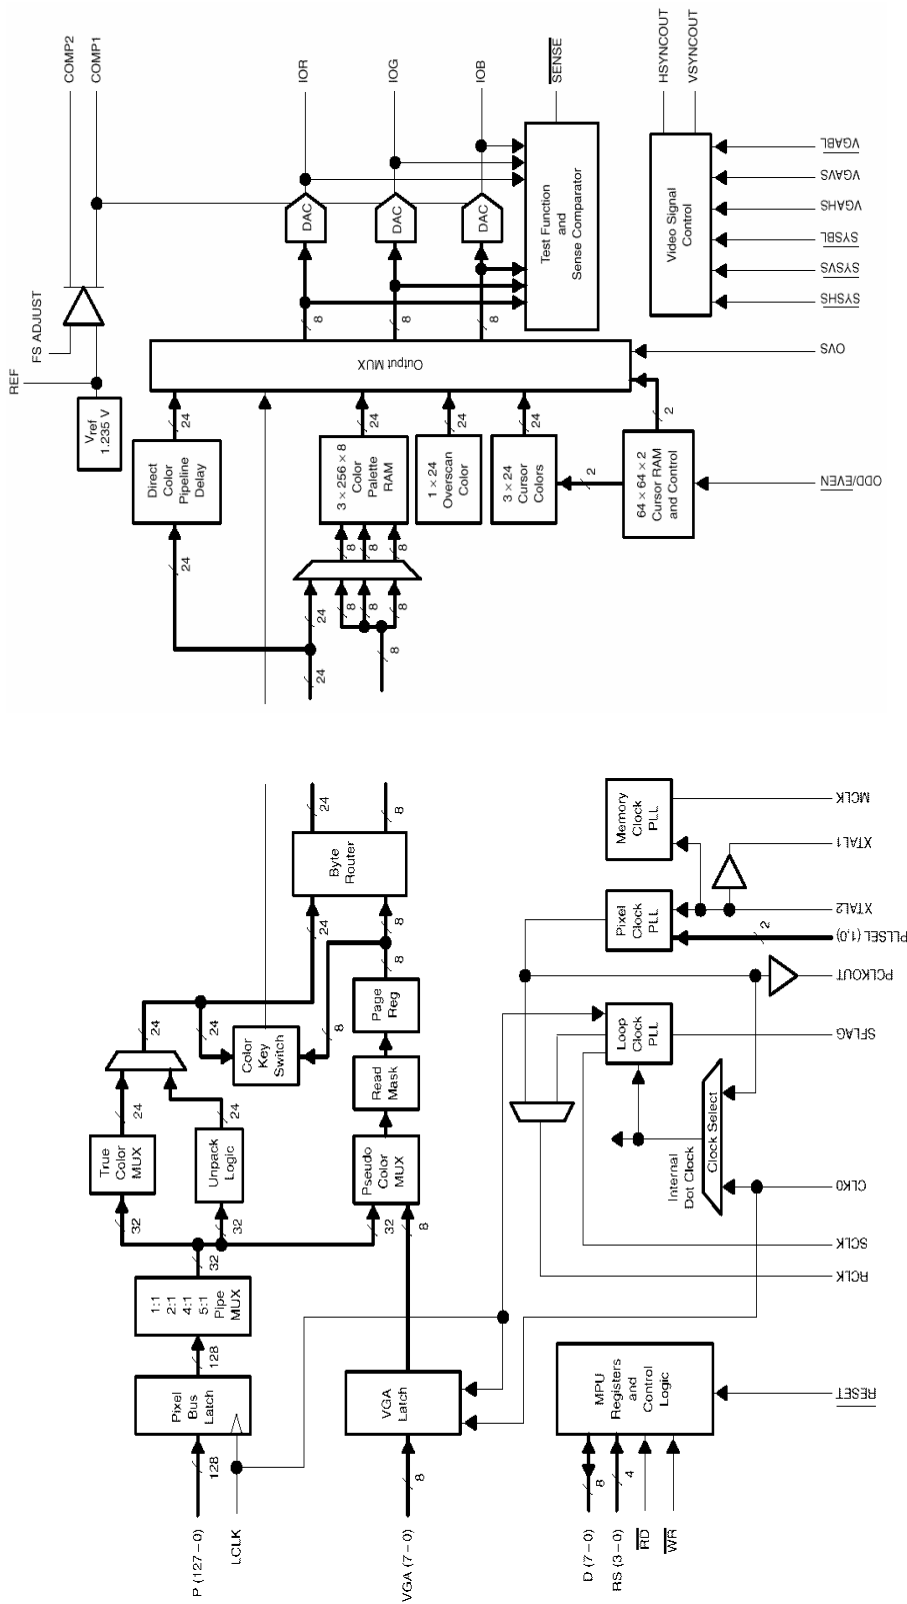 COMP2
COMP1
IOR
IOG
IOB
SENSE
HSYNCOUT
VSYNCOUT
REF
FS ADJUST
Vref
1.235 V
DAC
DAC
DAC
Test Function
and
Sense Comparator
Video Signal
Control
VGABL
VGAVS
VGAHS
SYSBL
SYSVS
SYSHS
8
8
8
Output MUX
OVS
24
24
24
24
2
Direct
Color
Pipeline
Delay
3 × 256 × 8
Color
Palette
RAM
1 × 24
Overscan
Color
3 × 24
Cursor
Colors
2
64 × 64 × 2
Cursor RAM
and Control
ODD/EVEN
24
8
8
8
24
8
8
8
24
8
24
8
Byte
Router
Memory
Clock
PLL
MCLK
XTAL1
Pixel
Clock
PLL
XTAL2
PLLSEL (1,0)
2
24
8
24
24
8
8
Color
Key
Switch
Page
Reg
PCLKOUT
Loop
Clock
PLL
SFLAG
Read
Mask
24
24
True
Color
MUX
Unpack
Logic
Pseudo
Color
MUX
Internal
Dot Clock
Clock Select
CLK0
32
32
32
8
SCLK
RCLK
32
1:1
2:1
4:1
5:1
Pipe
MUX
128
Pixel
Bus
Latch
VGA
Latch
MPU
Registers
and
Control
Logic
RESET
128
8
8
4
P (127–0)
LCLK
VGA (7–0)
D (7–0)
RS (3–0)
RD
WR